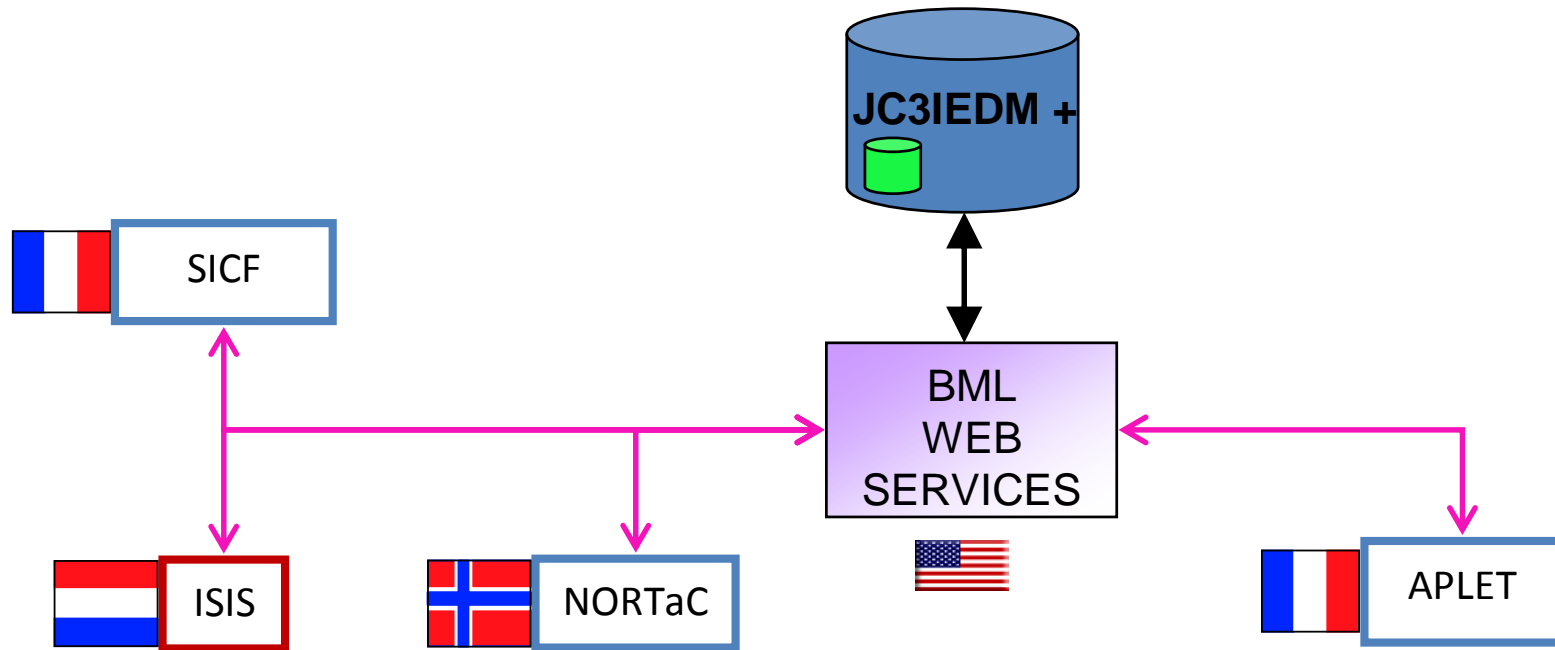 JC3IEDM +
SICF
BML
WEB
SERVICES
ISIS
NORTaC
APLET